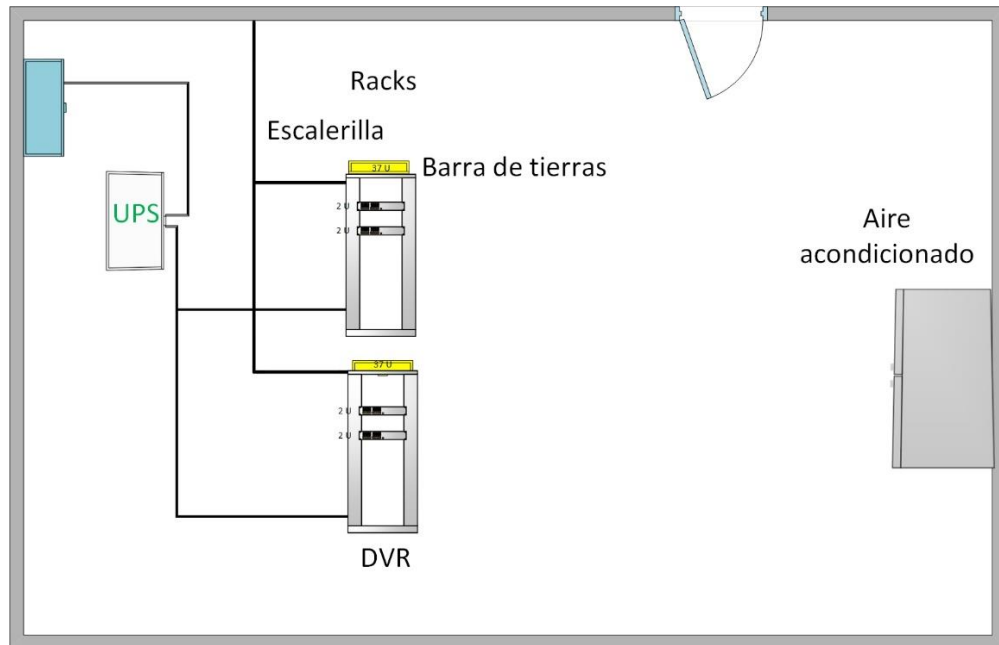 Racks
Escalerilla
37 U
Barra de tierras
2 U
2 U
UPS
Aire
acondicionado
37 U
2 U
2 U
DVR